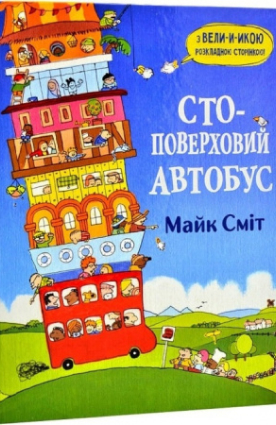 з ВЕЛИ-И-ИКОЮ
РОЗКЛАДНОЮ СТОРІНКОЮ!
СТО-
ПОВЕРХОВИЙ
АВТОБУС
Майк Сміт